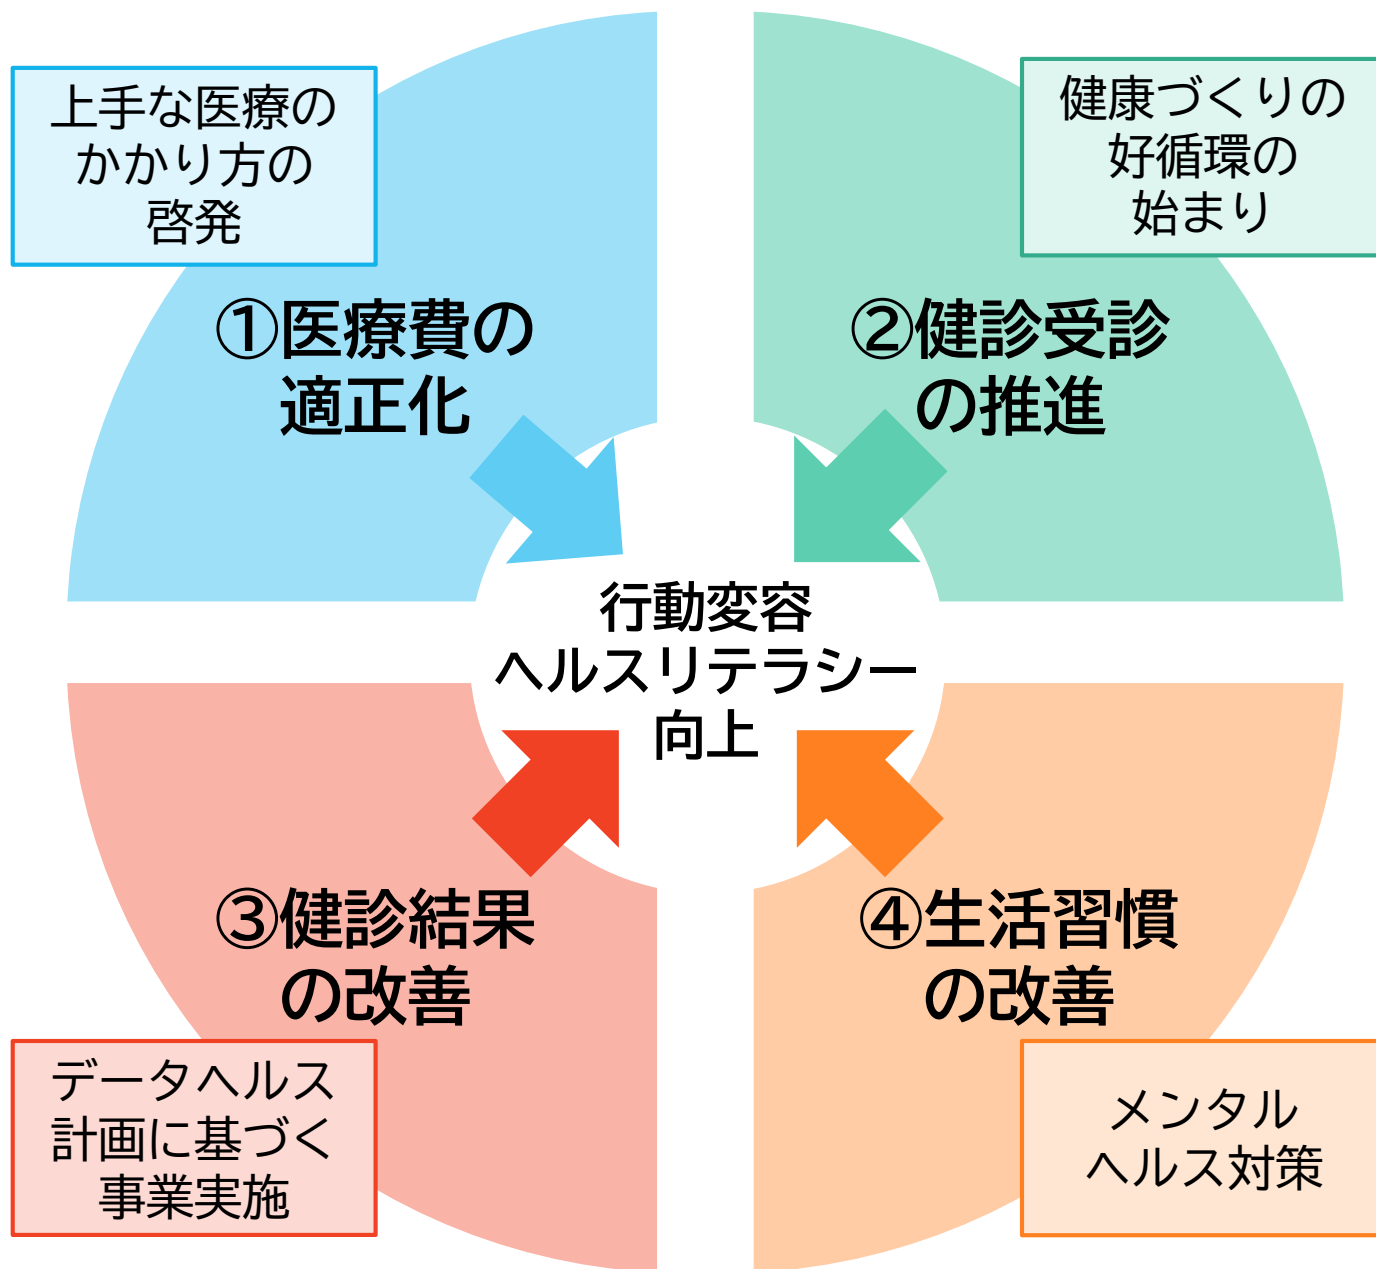 上手な医療の
かかり方の
啓発
健康づくりの
好循環の
始まり
①医療費の
適正化
②健診受診
の推進
行動変容
ヘルスリテラシー
向上
③健診結果
の改善
④生活習慣
の改善
データヘルス
計画に基づく
事業実施
メンタル
ヘルス対策